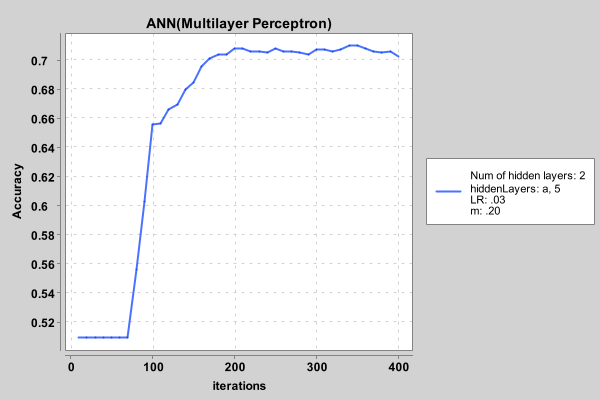 ANN(Multilayer Perceptron)
0.7
0.68
0.66
0.64
0.62
0.6
0.58
0.56
0.54
0.52
Accuracy
0 100 200 300 400
iterations
Num of hidden layers: 2
hiddenLayers: a, 5
LR: .03
m: .20